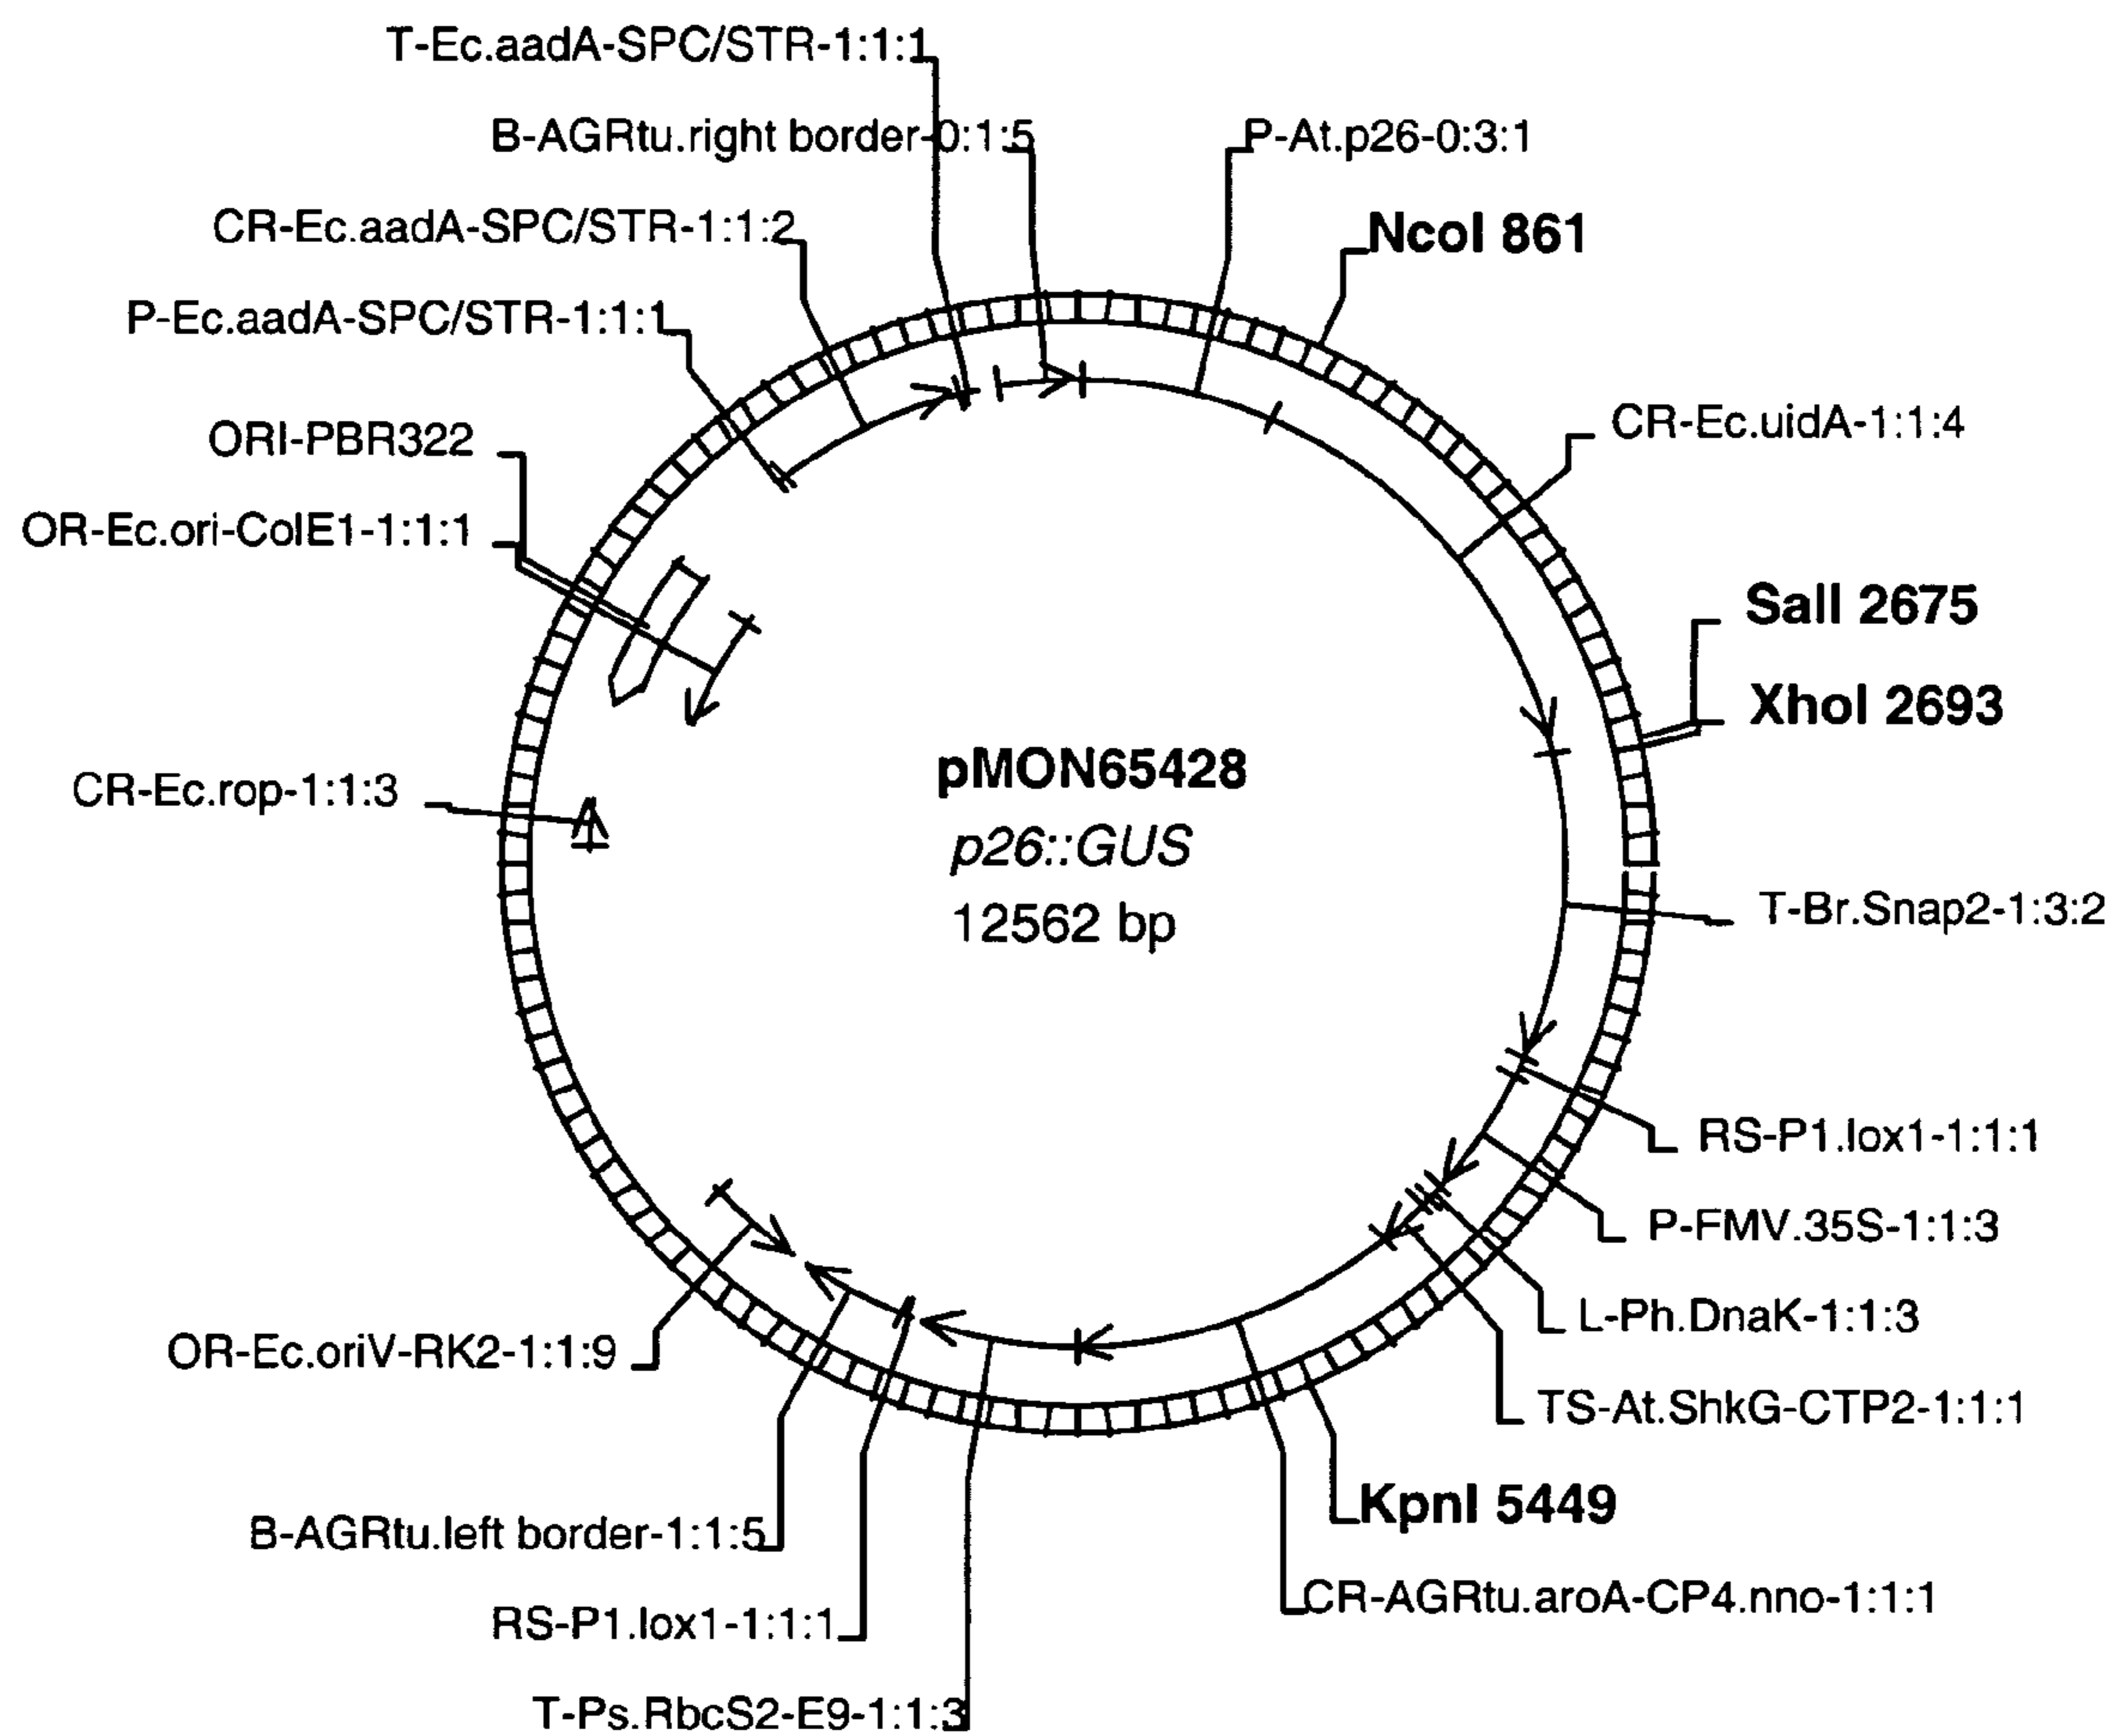 T-Ec.aadA-SPC/STR-1:1:1
B-AGRtu.right border-0:1:5
P-At.p26-0:3:1
CR-Ec.aadA-SPC/STR-1:1:2
NcoI 861
P-Ec.aadA-SPC/STR-1:1:1
CR-Ec.uidA-1:1:4
ORI-PBR322
OR-Ec.ori-ColE1-1:1:1
SalI 2675
XhoI 2693
pMON65428
CR-Ec.rop-1:1:3
p26::GUS
12562 bp
T-Br.Snap2-1:3:2
RS-P1.lox1-1:1:1
P-FMV.35S-1:1:3
L-Ph.DnaK-1:1:3
OR-Ec.oriV-RK2-1:1:9
TS-At.ShkG-CTP2-1:1:1
KpnI 5449
B-AGRtu.left border-1:1:5
CR-AGRtu.aroA-CP4.nno-1:1:1
RS-P1.lox1-1:1:1
T-Ps.RbcS2-E9-1:1:3